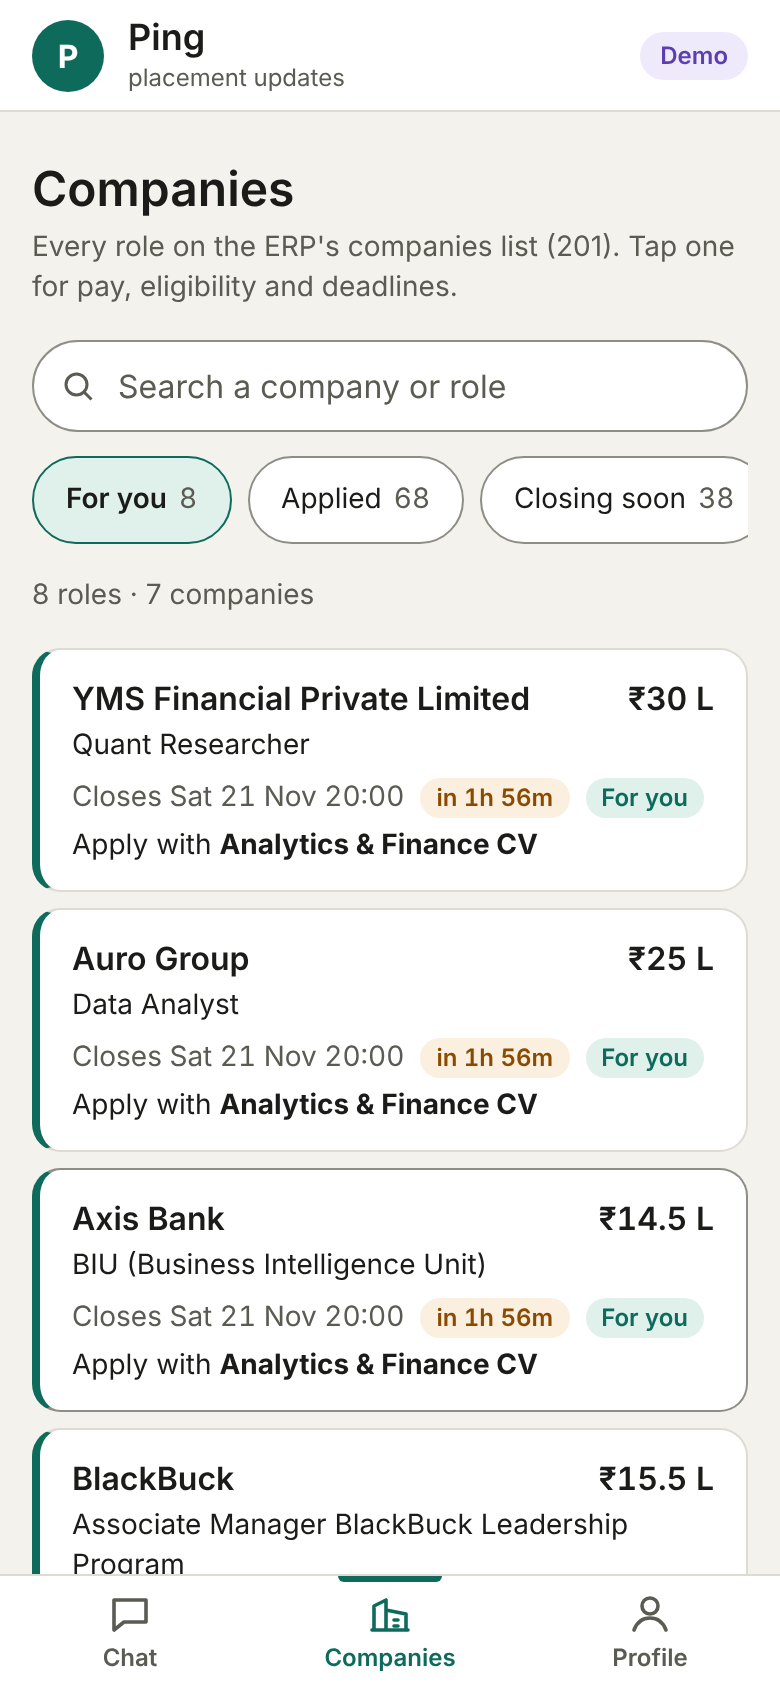 P
Ping
placement updates
Demo
Companies
Every role on the ERP's companies list (201). Tap one
for pay, eligibility and deadlines.
Search a company or role
For you 8
Applied 68
Closing soon 38
8 roles · 7 companies
YMS Financial Private Limited ₹30 L
Quant Researcher
Closes Sat 21 Nov 20:00 in 1h 56m For you
Apply with Analytics & Finance CV
Auro Group ₹25 L
Data Analyst
Closes Sat 21 Nov 20:00 in 1h 56m For you
Apply with Analytics & Finance CV
Axis Bank ₹14.5 L
BIU (Business Intelligence Unit)
Closes Sat 21 Nov 20:00 in 1h 56m For you
Apply with Analytics & Finance CV
BlackBuck ₹15.5 L
Associate Manager BlackBuck Leadership
Program
Chat
Companies
Profile